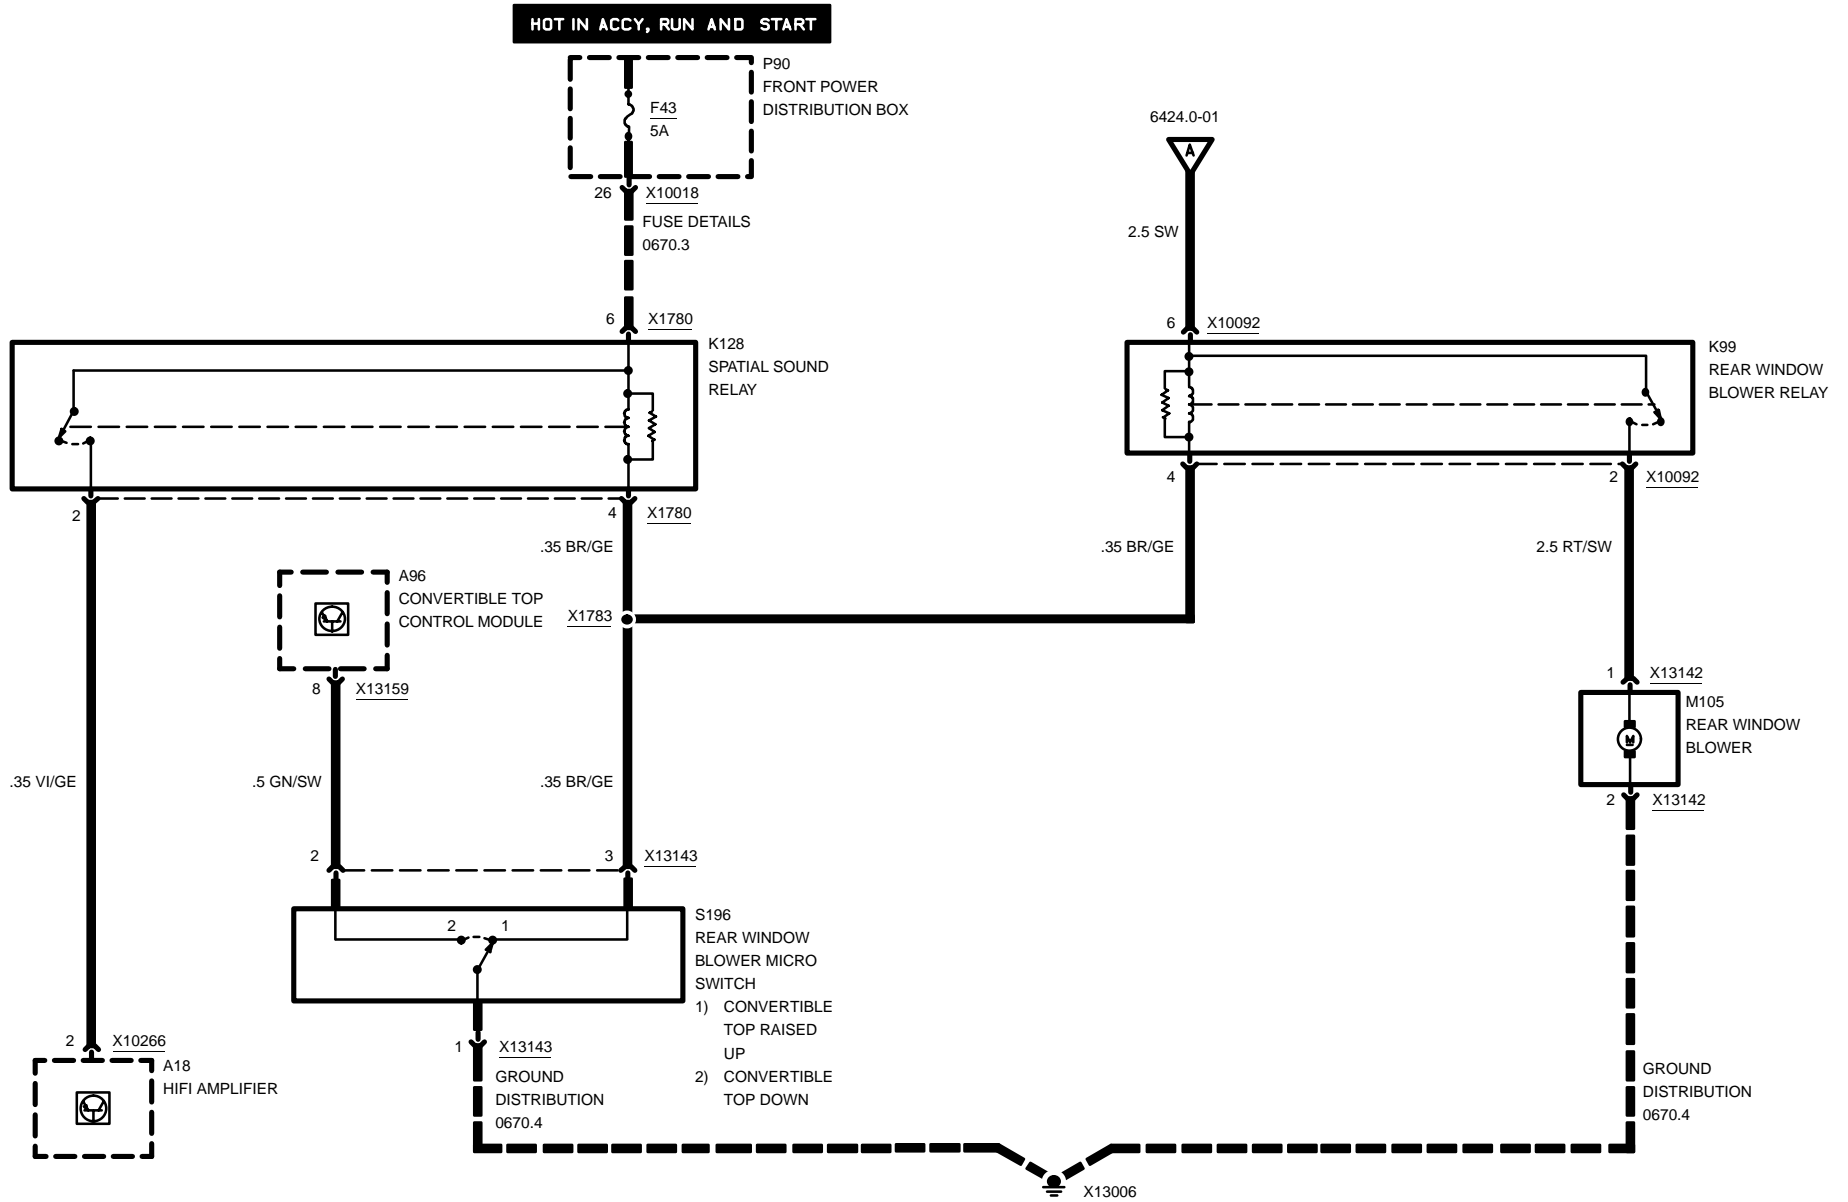 HOT IN ACCY, RUN AND START
P90
FRONT POWER
DISTRIBUTION BOX
F43
5A
26
X10018
FUSE DETAILS
0670.3
6424.0-01
A
2.5 SW
6
X1780
6
X10092
K128
SPATIAL SOUND
RELAY
K99
REAR WINDOW
BLOWER RELAY
2
4
X1780
4
2
X10092
.35 BR/GE
.35 BR/GE
2.5 RT/SW
A96
CONVERTIBLE TOP
CONTROL MODULE
X1783
8
X13159
1
X13142
M105
REAR WINDOW
BLOWER
M
2
X13142
.35 VI/GE
.5 GN/SW
.35 BR/GE
2
3
X13143
2
1
S196
REAR WINDOW
BLOWER MICRO
SWITCH
1) CONVERTIBLE
TOP RAISED
UP
2) CONVERTIBLE
TOP DOWN
2
X10266
A18
HIFI AMPLIFIER
1
X13143
GROUND
DISTRIBUTION
0670.4
GROUND
DISTRIBUTION
0670.4
X13006